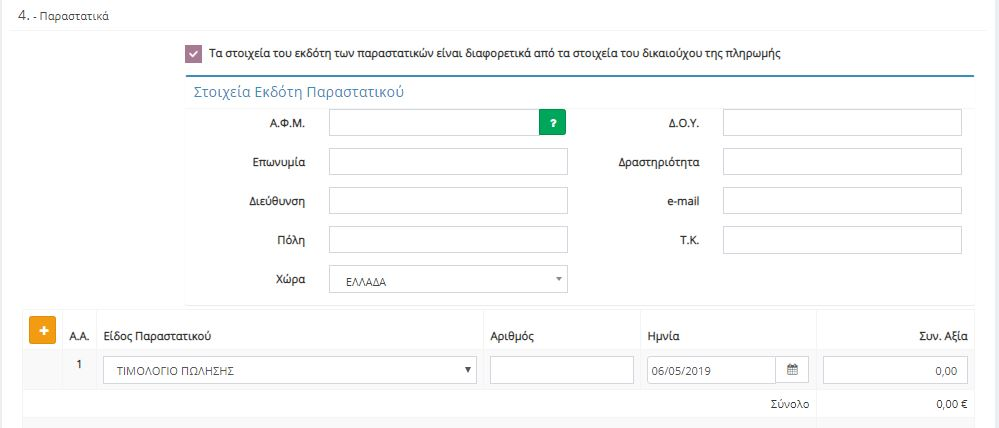 4. - Παραστατικά
Τα στοιχεία του εκδότη των παραστατικών είναι διαφορετικά από τα στοιχεία του δικαιούχου της πληρωμής
Στοιχεία Εκδότη Παραστατικού
Α.Φ.Μ. ? Δ.Ο.Υ.
Επωνυμία Δραστηριότητα
Διεύθυνση e-mail
Πόλη Τ.Κ.
Χώρα ΕΛΛΑΔΑ
+ Α.Α. Είδος Παραστατικού Αριθμός Ημνία Συν. Αξία
1 ΤΙΜΟΛΟΓΙΟ ΠΩΛΗΣΗΣ 06/05/2019 0,00
Σύνολο 0,00 €